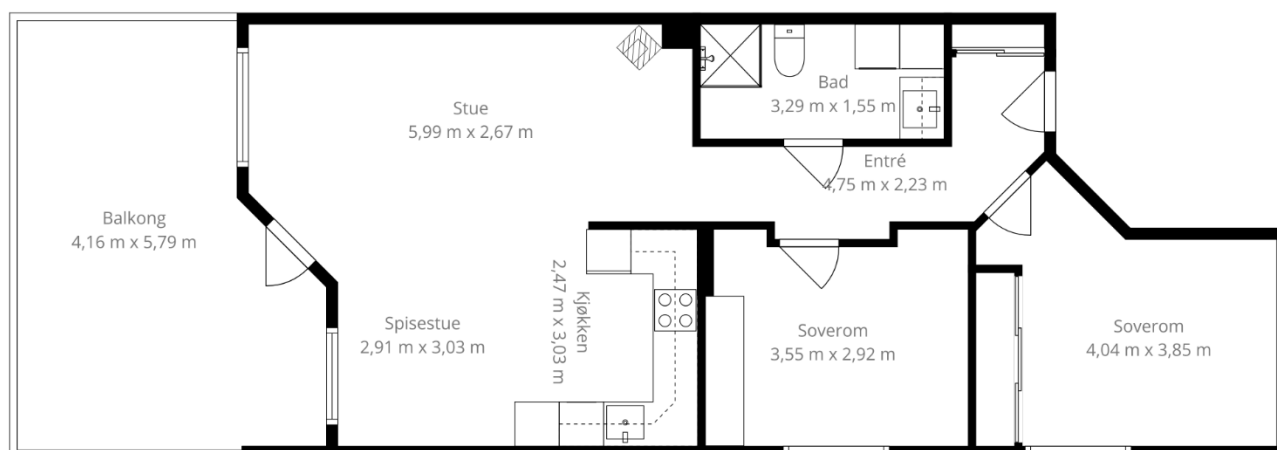 Stue
5,99 m x 2,67 m
Bad
3,29 m x 1,55 m
Entré
4,75 m x 2,23 m
Balkong
4,16 m x 5,79 m
Spisestue
2,91 m x 3,03 m
Kjøkken
2,47 m x 3,03 m
Soverom
3,55 m x 2,92 m
Soverom
4,04 m x 3,85 m